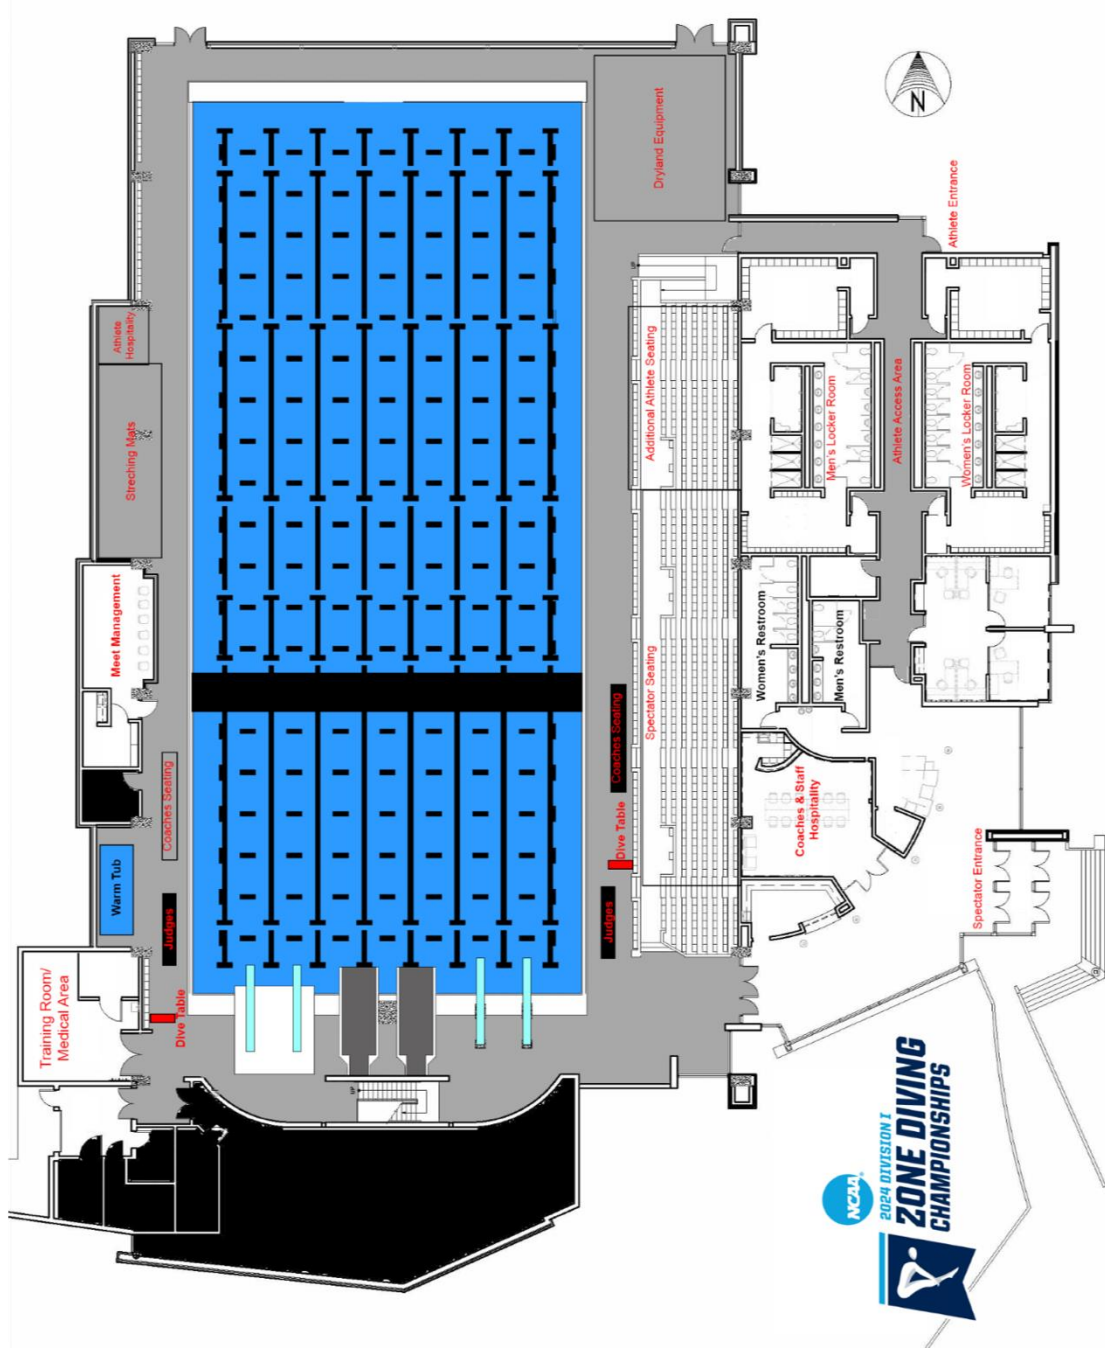 N
Dryland Equipment
Athlete Entrance
Athlete
Hospitality
Streching Mats
Additional Athlete Seating
Men's Locker Room
Athlete Access Area
Women's Locker Room
Meet Management
Spectator Seating
Women's Restroom
Men's Restroom
Coaches Seating
Coaches Seating
Coaches & Staff
Hospitality
Warm Tub
Dive Table
Spectator Entrance
Judges
Judges
Training Room/
Medical Area
Dive Table
UP
UP
NCAA
2024 DIVISION I
ZONE DIVING
CHAMPIONSHIPS